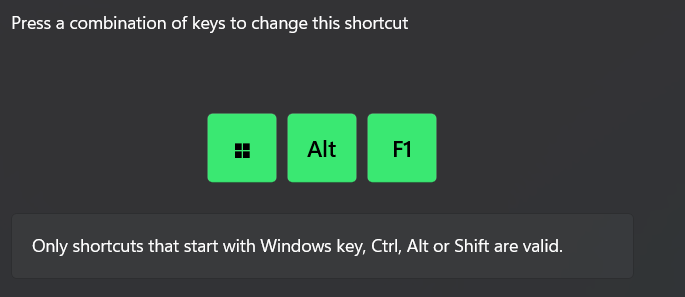 Press a combination of keys to change this shortcut
Alt F1
Only shortcuts that start with Windows key, Ctrl, Alt or Shift are valid.